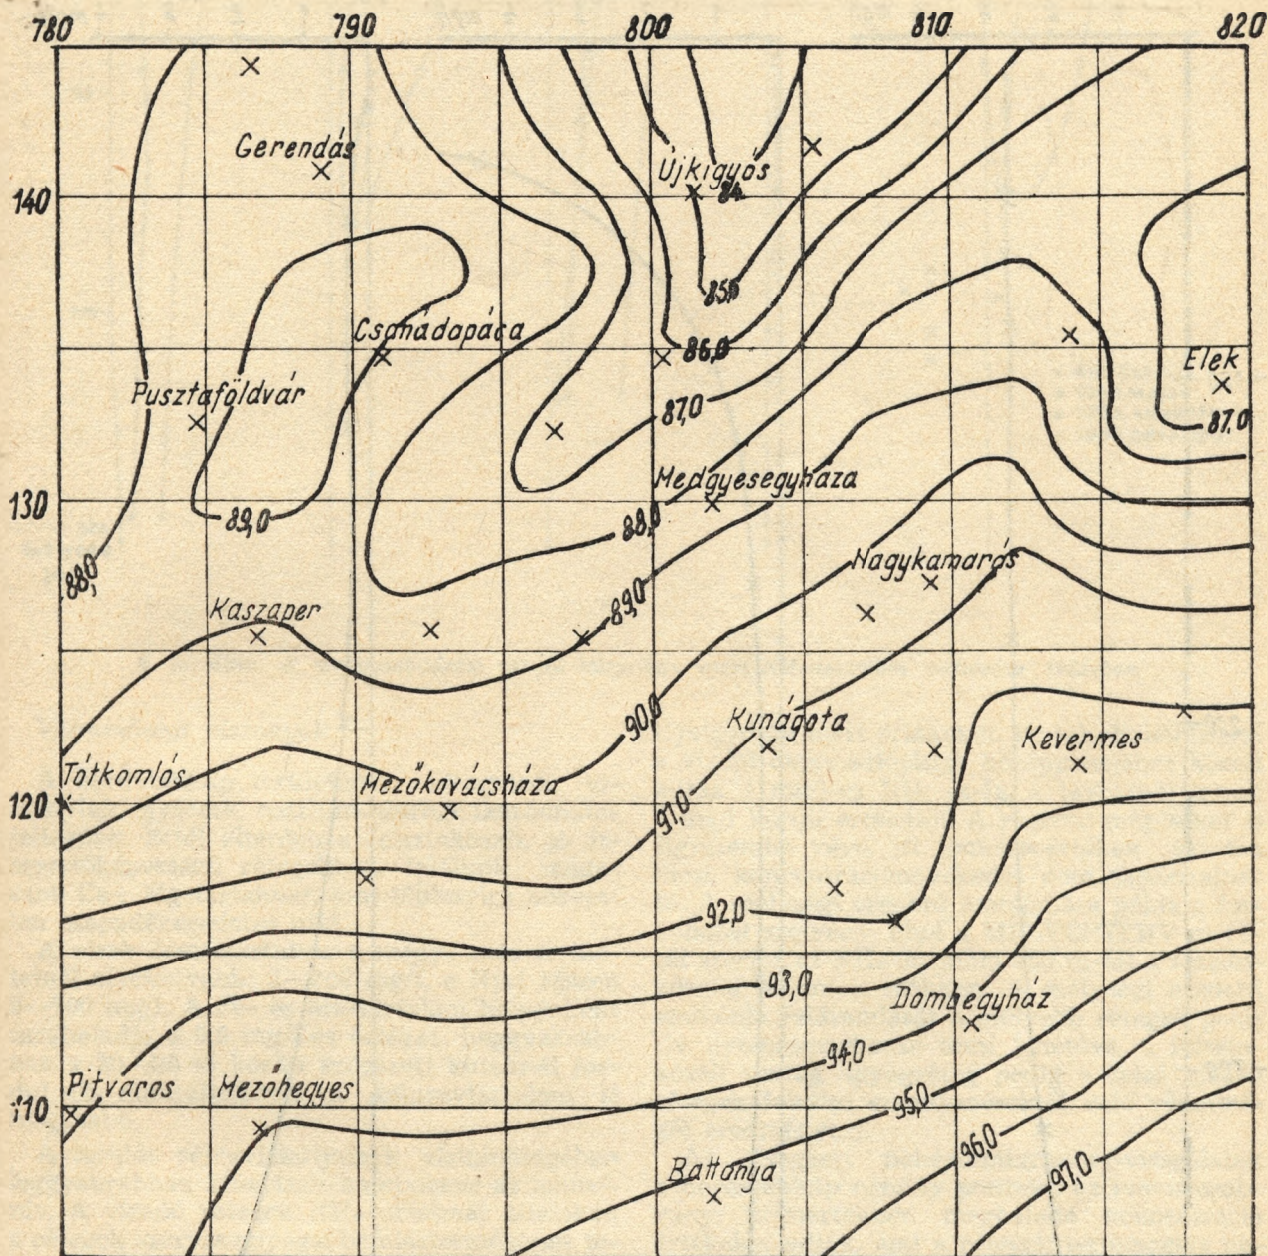 780 790 800 810 820
Gerendás
Újkígyós
140 84
85,0
Csanádapáca
86,0
Elek
Pusztaföldvár
87,0
87.0
Medgyesegyháza
130
89,0
88,0
Nagykamarás
88,0
Kaszaper
89,0
90,0
Kunágota
Kevermes
Tótkomlós
Mezőkovácsháza
120
91,0
92,0
93,0
Dombegyház
94,0
Pitvaros
Mezőhegyes
95,0
110
96,0
Battonya
97,0